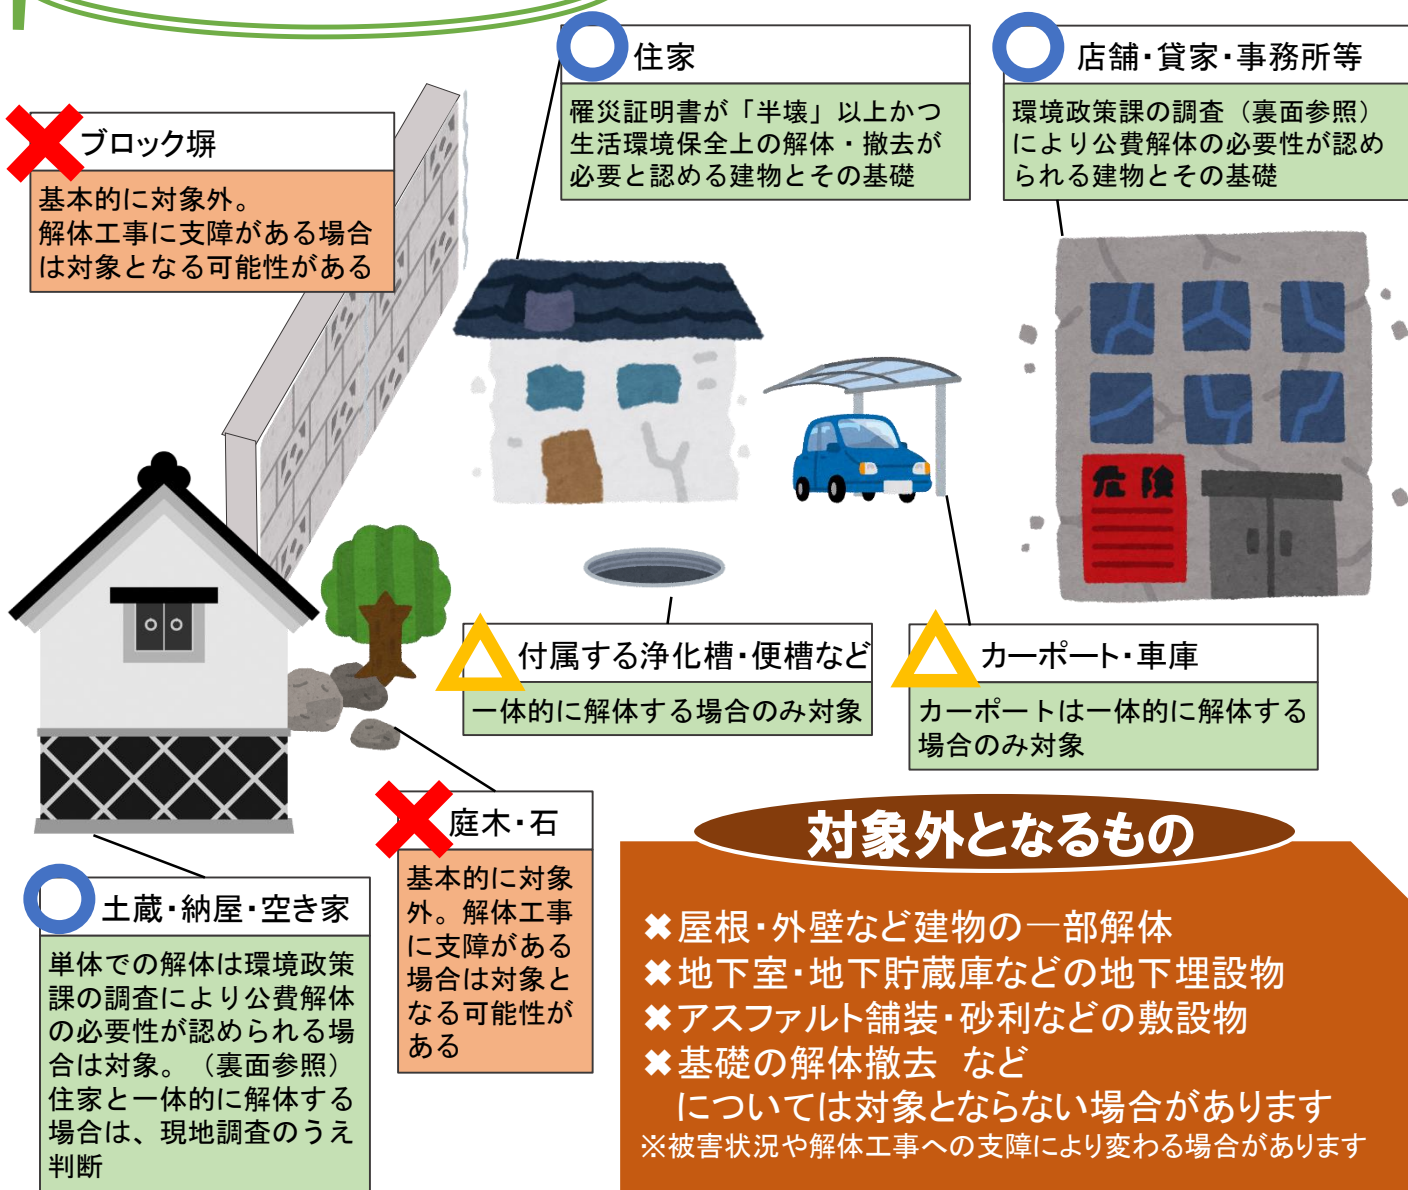 住家
罹災証明書が「半壊」以上かつ
生活環境保全上の解体・撤去が
必要と認める建物とその基礎
店舗・貸家・事務所等
環境政策課の調査（裏面参照）
により公費解体の必要性が認め
られる建物とその基礎
ブロック塀
基本的に対象外。
解体工事に支障がある場合
は対象となる可能性がある
危険
付属する浄化槽・便槽など
一体的に解体する場合のみ対象
カーポート・車庫
カーポートは一体的に解体する
場合のみ対象
庭木・石
基本的に対象
外。解体工事
に支障がある
場合は対象と
なる可能性が
ある
土蔵・納屋・空き家
単体での解体は環境政策
課の調査により公費解体
の必要性が認められる場
合は対象。（裏面参照）
住家と一体的に解体する
場合は、現地調査のうえ
判断
対象外となるもの
✖屋根・外壁など建物の一部解体
✖地下室・地下貯蔵庫などの地下埋設物
✖アスファルト舗装・砂利などの敷設物
✖基礎の解体撤去 など
については対象とならない場合があります
※被害状況や解体工事への支障により変わる場合があります